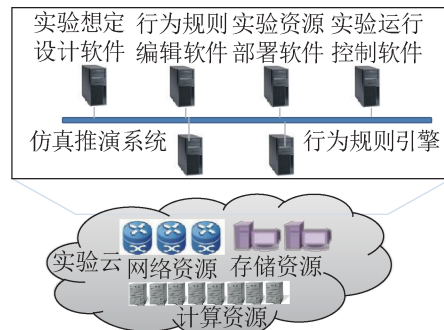 实验想定 行为规则 实验资源 实验运行
设计软件 编辑软件 部署软件 控制软件
仿真推演系统 行为规则引擎
实验云 网络资源 存储资源
计算资源